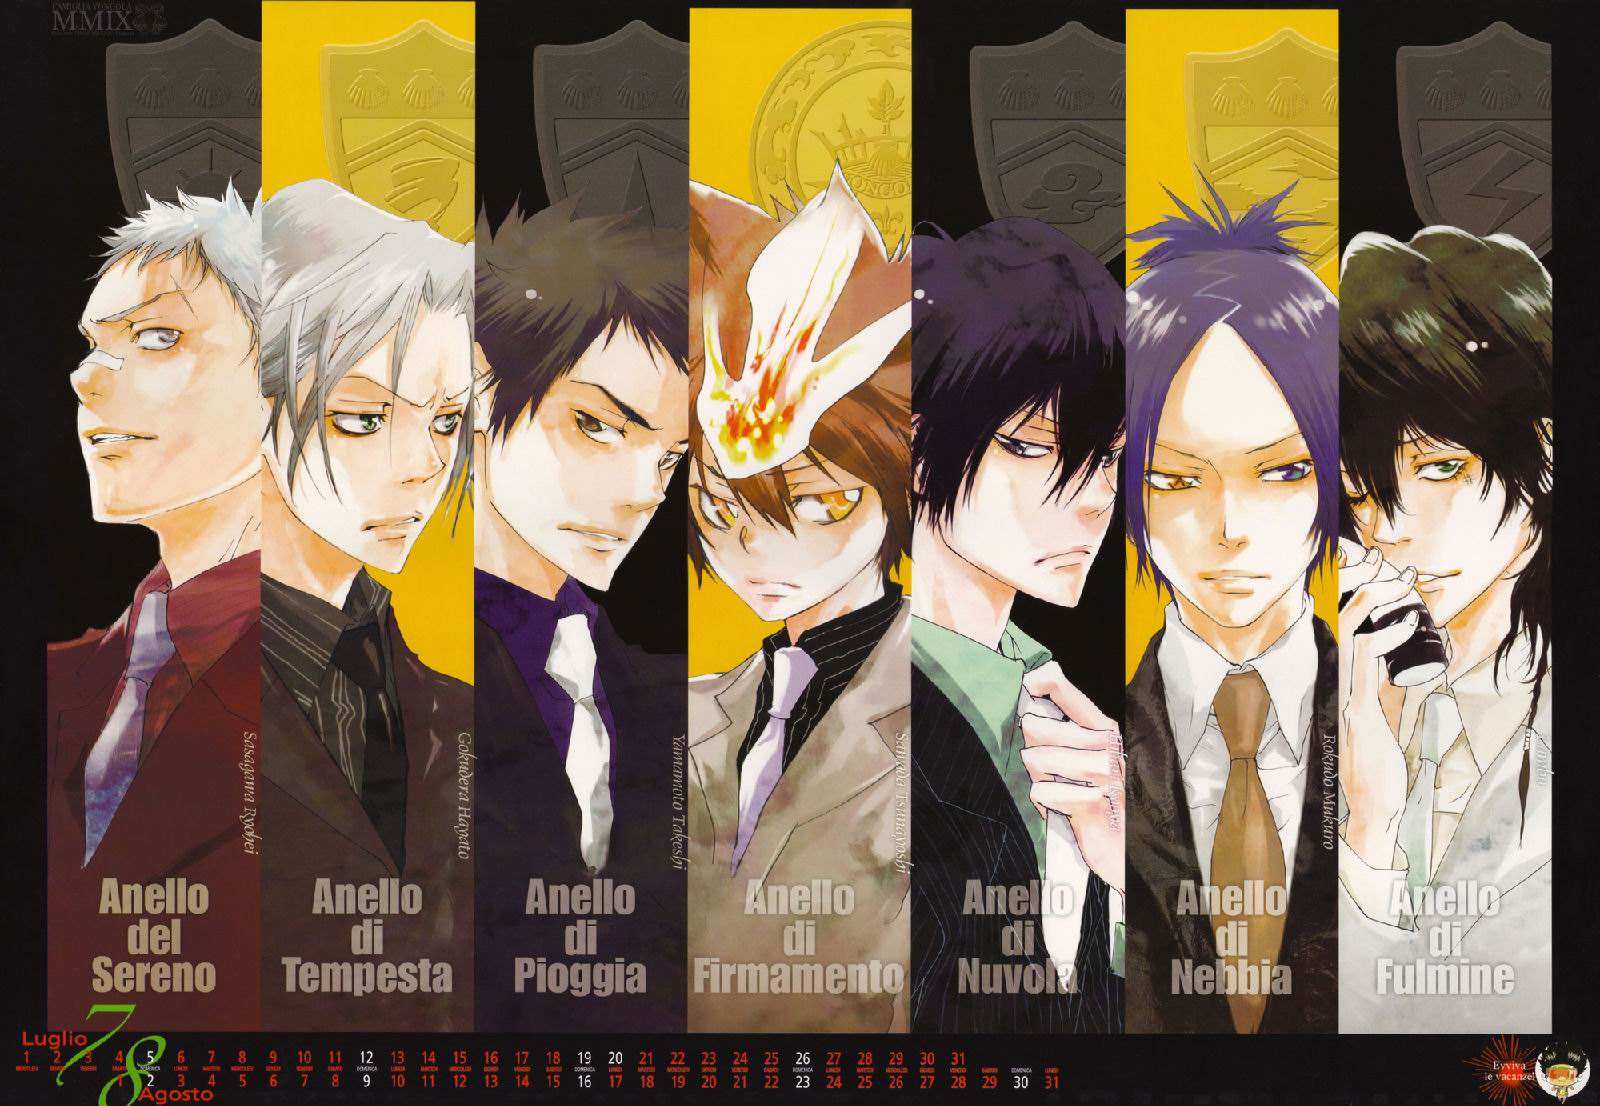 FAMIGLIA VONGOLA
MMIX
VONGO
Sasagawa Ryohei
Gokudera Hayato
Yamamoto Takeshi
Sawada Tsunayoshi
Rokudo Mukuro
Anello
del
Sereno
Anello
di
Tempesta
Anello
di
Pioggia
Anello
di
Firmamento
Anello
di
Nuvola
Anello
di
Nebbia
Anello
di
Fulmine
Luglio
7
1 2 3 4 5 6 7 8 9 10 11 12 13 14 15 16 17 18 19 20 21 22 23 24 25 26 27 28 29 30 31
8
1 2 3 4 5 6 7 8 9 10 11 12 13 14 15 16 17 18 19 20 21 22 23 24 25 26 27 28 29 30 31
Agosto
Evviva
le vacanze!